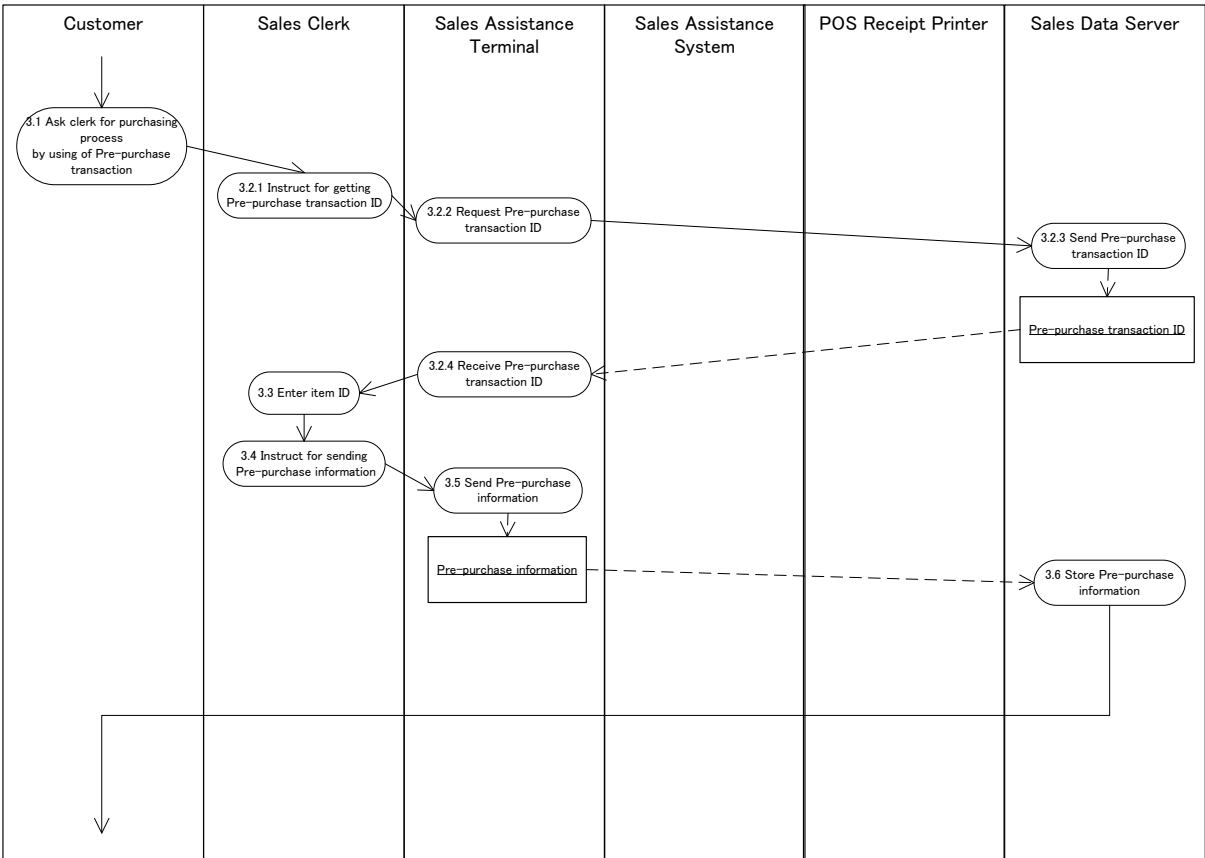 Customer
Sales Clerk
Sales Assistance
Terminal
Sales Assistance
System
POS Receipt Printer
Sales Data Server
3.1 Ask clerk for purchasing
process
by using of Pre-purchase
transaction
3.2.1 Instruct for getting
Pre-purchase transaction ID
3.2.2 Request Pre-purchase
transaction ID
3.2.3 Send Pre-purchase
transaction ID
Pre-purchase transaction ID
3.2.4 Receive Pre-purchase
transaction ID
3.3 Enter item ID
3.4 Instruct for sending
Pre-purchase information
3.5 Send Pre-purchase
information
Pre-purchase information
3.6 Store Pre-purchase
information